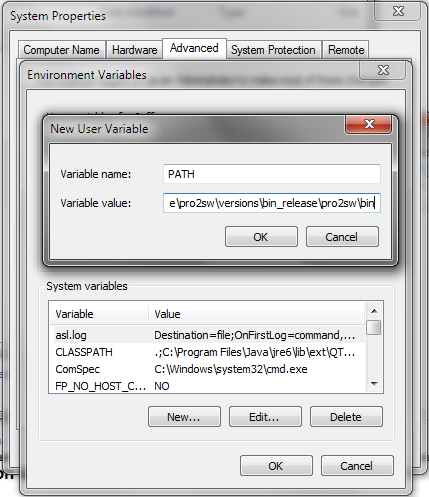 System Properties
Computer Name Hardware Advanced System Protection Remote
Environment Variables
New User Variable
Variable name: PATH
Variable value: e\pro2sw\versions\bin_release\pro2sw\bin
OK Cancel
System variables
Variable Value
asl.log Destination=file;OnFirstLog=command,...
CLASSPATH .;C:\Program Files\Java\jre6\lib\ext\QT...
ComSpec C:\Windows\system32\cmd.exe
FP_NO_HOST_C... NO
New... Edit... Delete
OK Cancel
on